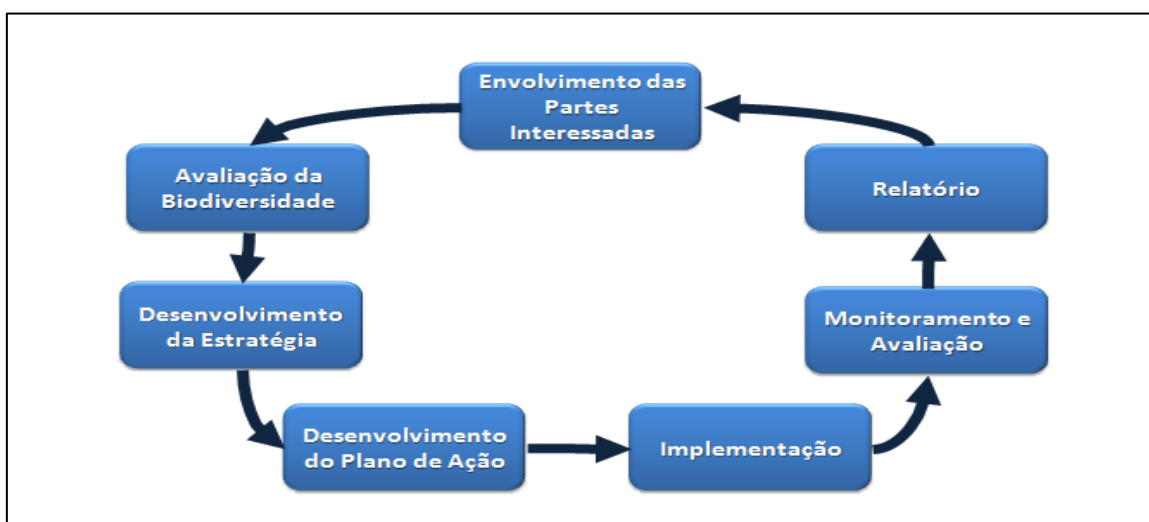 Envolvimento das
Partes
Interessadas
Avaliação da
Biodiversidade
Desenvolvimento
da Estratégia
Desenvolvimento
do Plano de Ação
Implementação
Monitoramento e
Avaliação
Relatório